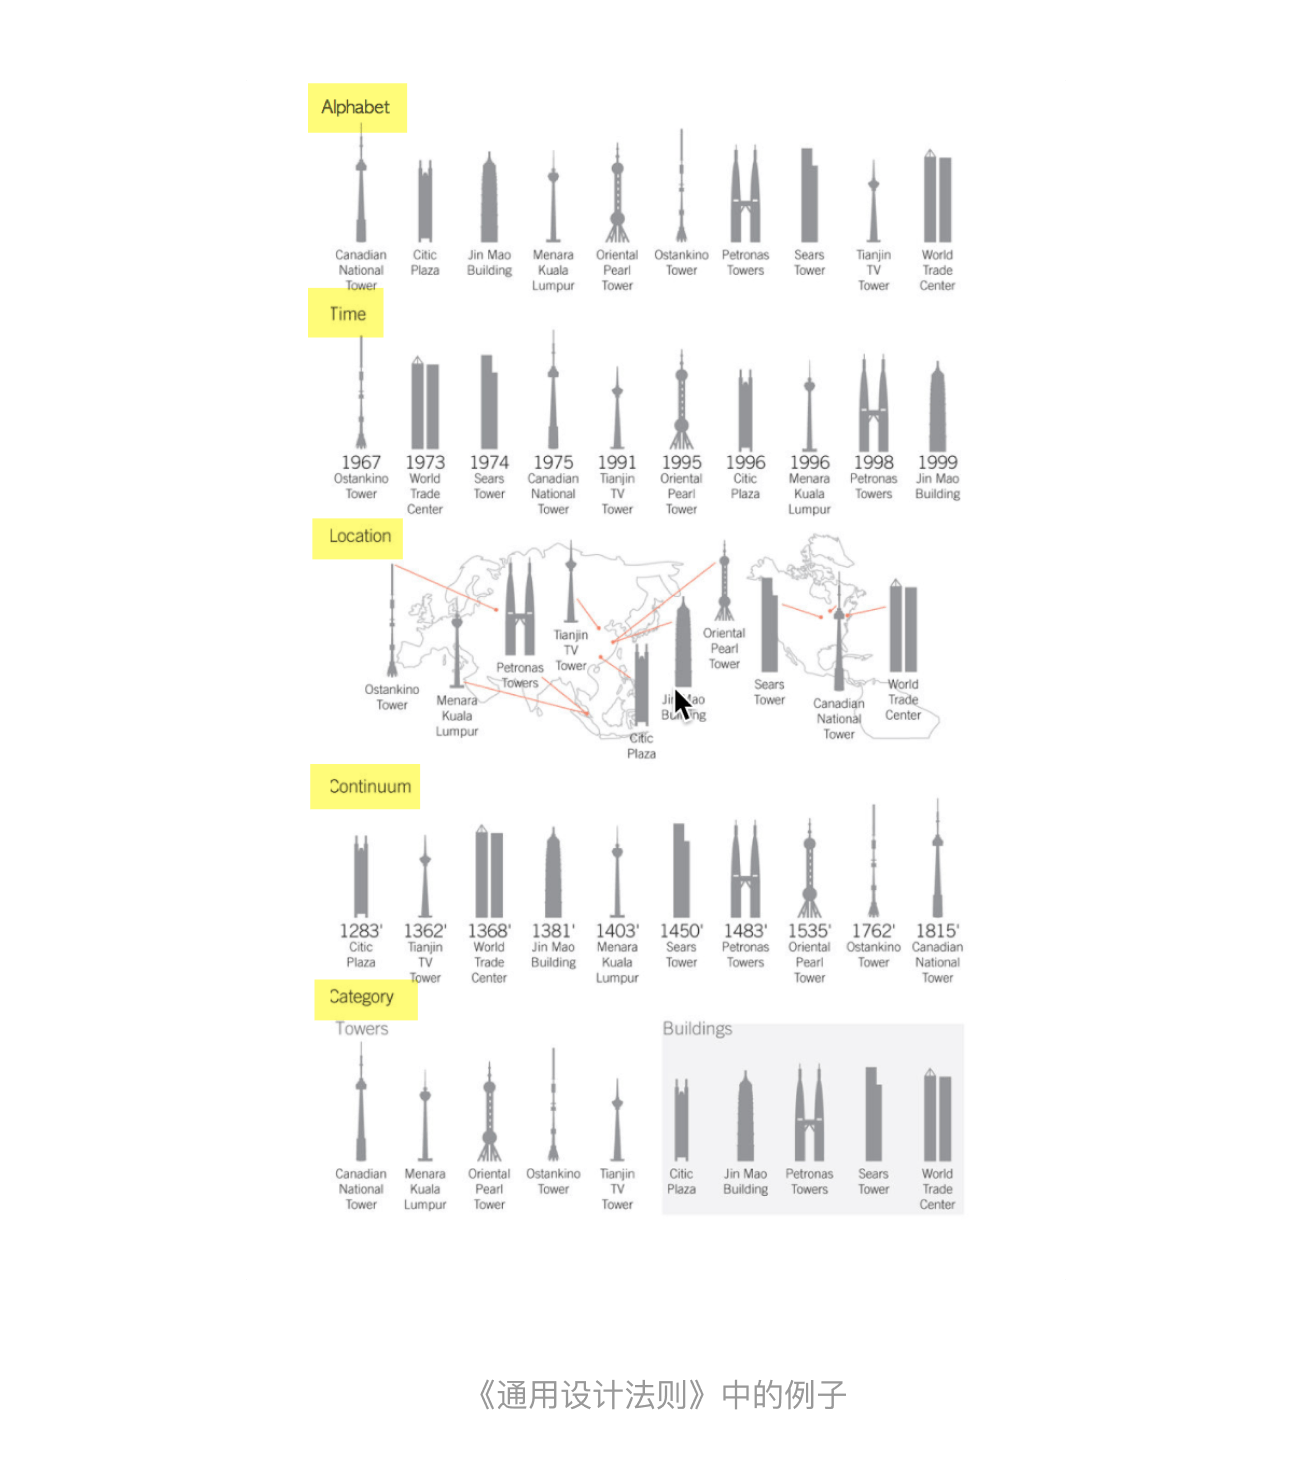 Alphabet
Canadian National Tower
Citic Plaza
Jin Mao Building
Menara Kuala Lumpur
Oriental Pearl Tower
Ostankino Tower
Petronas Towers
Sears Tower
Tianjin TV Tower
World Trade Center
Time
1967 Ostankino Tower
1973 World Trade Center
1974 Sears Tower
1975 Canadian National Tower
1991 Tianjin TV Tower
1995 Oriental Pearl Tower
1996 Citic Plaza
1996 Menara Kuala Lumpur
1998 Petronas Towers
1999 Jin Mao Building
Location
Ostankino Tower
Menara Kuala Lumpur
Petronas Towers
Tianjin TV Tower
Citic Plaza
Jin Mao Building
Oriental Pearl Tower
Sears Tower
Canadian National Tower
World Trade Center
Continuum
1283' Citic Plaza
1362' Tianjin TV Tower
1368' World Trade Center
1381' Jin Mao Building
1403' Menara Kuala Lumpur
1450' Sears Tower
1483' Petronas Towers
1535' Oriental Pearl Tower
1762' Ostankino Tower
1815' Canadian National Tower
Category
Towers
Canadian National Tower
Menara Kuala Lumpur
Oriental Pearl Tower
Ostankino Tower
Tianjin TV Tower
Buildings
Citic Plaza
Jin Mao Building
Petronas Towers
Sears Tower
World Trade Center
《通用设计法则》中的例子